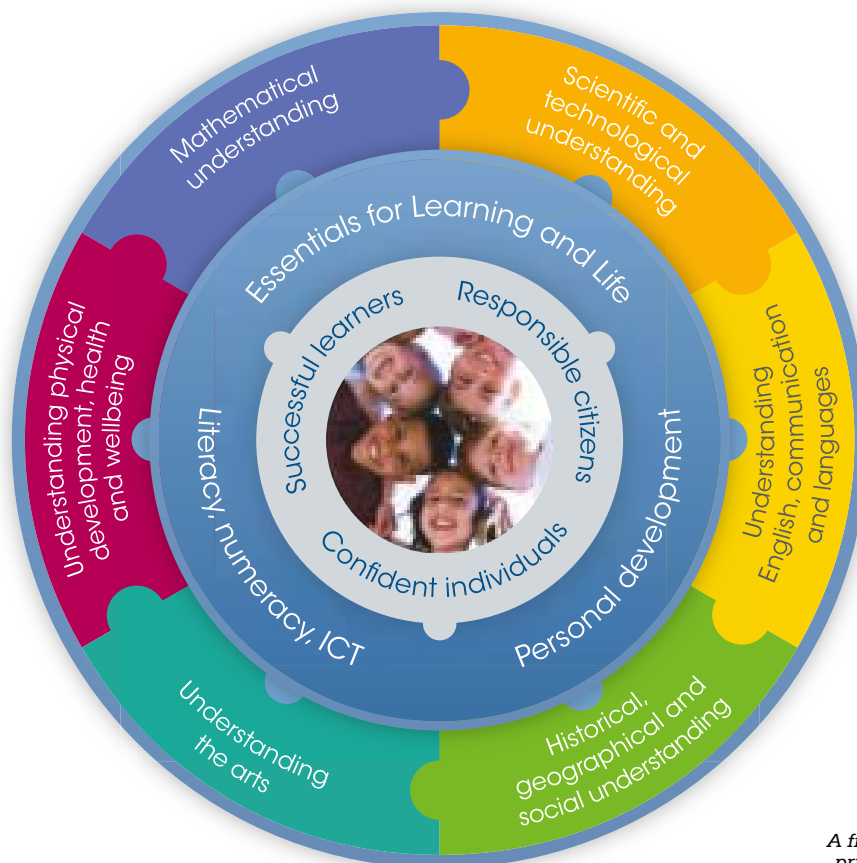 Mathematical
understanding
Scientific and
technological
understanding
Understanding
English, communication
and languages
Historical,
geographical and
social understanding
Understanding
the arts
Understanding physical
development, health
and wellbeing
Essentials for Learning and Life
Personal development
Literacy, numeracy, ICT
Successful learners
Responsible citizens
Confident individuals
A